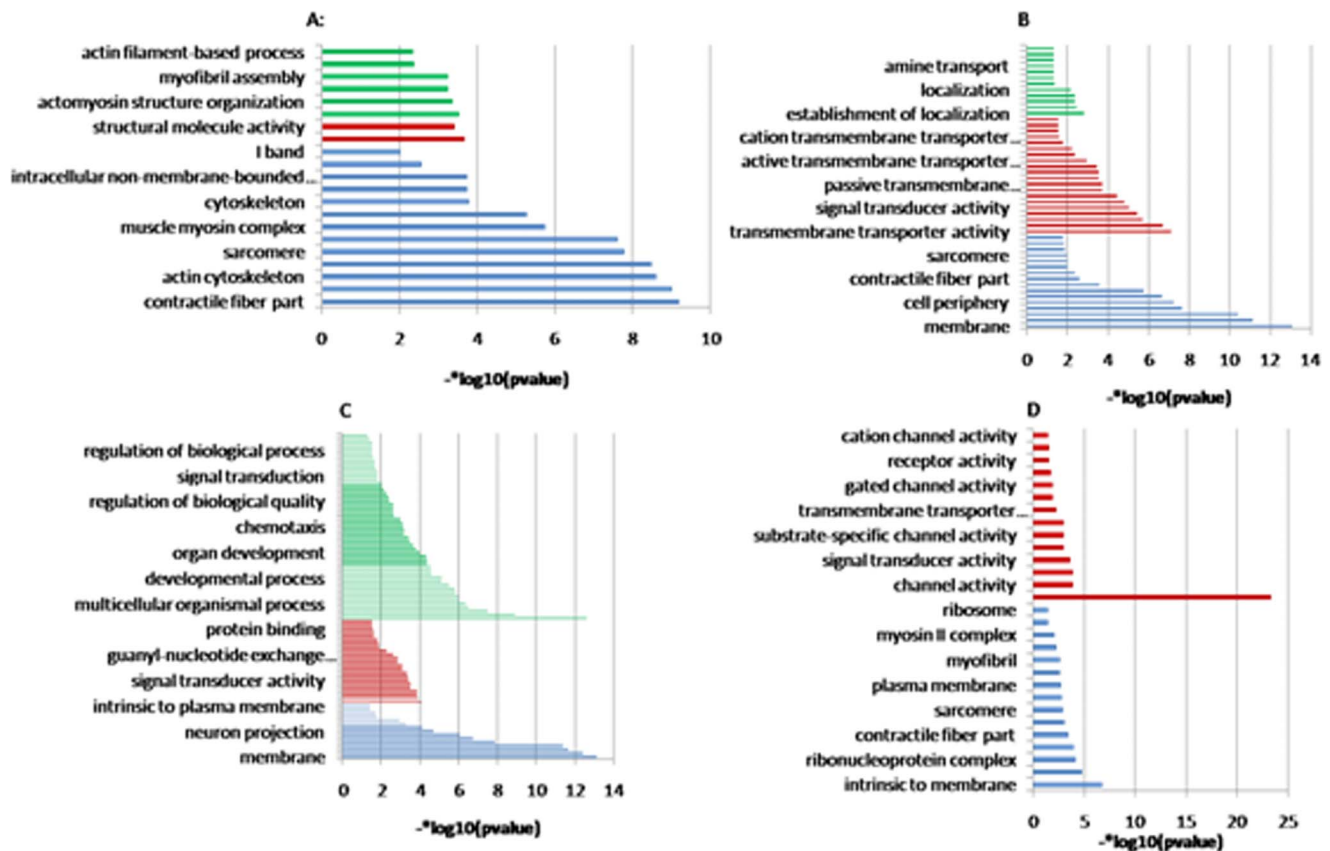 A:
actin filament-based process
myofibril assembly
actomyosin structure organization
structural molecule activity
I band
intracellular non-membrane-bounded...
cytoskeleton
muscle myosin complex
sarcomere
actin cytoskeleton
contractile fiber part
0 2 4 6 8 10
-*log10(pvalue)
B
amine transport
localization
establishment of localization
cation transmembrane transporter...
active transmembrane transporter...
passive transmembrane...
signal transducer activity
transmembrane transporter activity
sarcomere
contractile fiber part
cell periphery
membrane
0 2 4 6 8 10 12 14
-*log10(pvalue)
C
regulation of biological process
signal transduction
regulation of biological quality
chemotaxis
organ development
developmental process
multicellular organismal process
protein binding
guanyl-nucleotide exchange...
signal transducer activity
intrinsic to plasma membrane
neuron projection
membrane
0 2 4 6 8 10 12 14
-*log10(pvalue)
D
cation channel activity
receptor activity
gated channel activity
transmembrane transporter...
substrate-specific channel activity
signal transducer activity
channel activity
ribosome
myosin II complex
myofibril
plasma membrane
sarcomere
contractile fiber part
ribonucleoprotein complex
intrinsic to membrane
0 5 10 15 20 25
-*log10(pvalue)